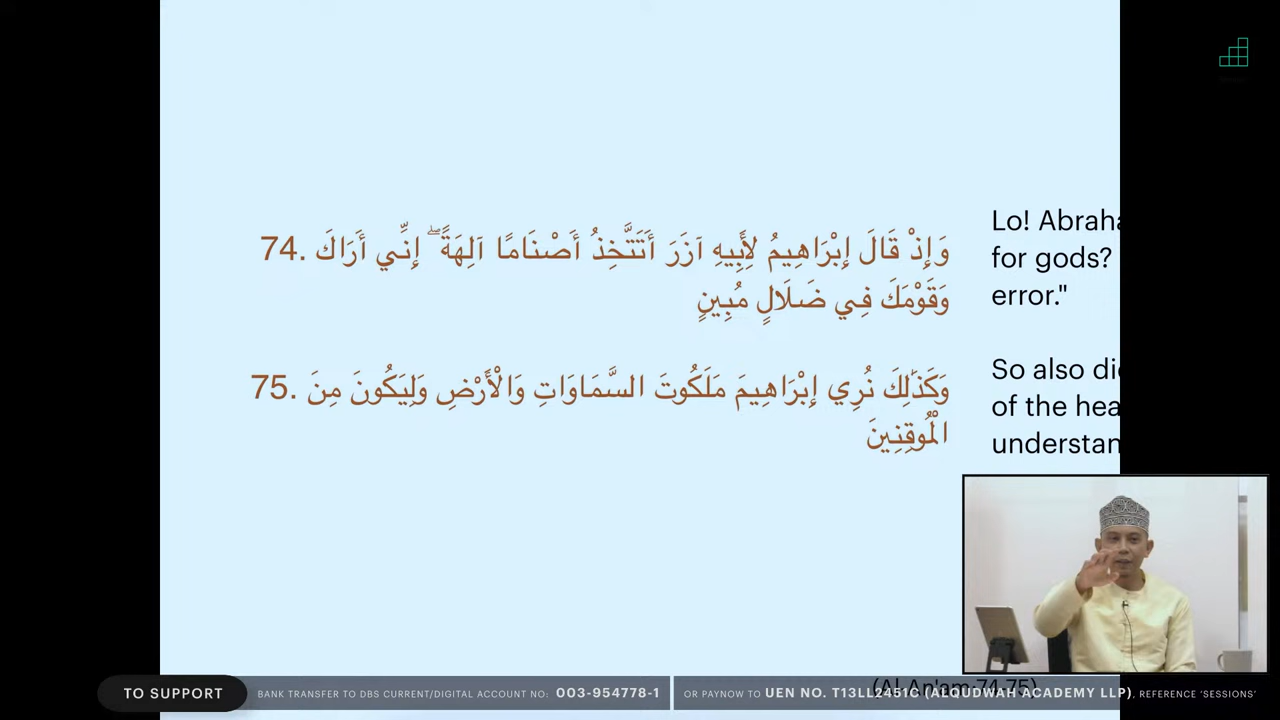 74. وَإِذْ قَالَ إِبْرَاهِيمُ لِأَبِيهِ آزَرَ أَتَتَّخِذُ أَصْنَامًا آلِهَةً ۖ إِنِّي أَرَاكَ
وَقَوْمَكَ فِي ضَلَالٍ مُبِينٍ
75. وَكَذَٰلِكَ نُرِي إِبْرَاهِيمَ مَلَكُوتَ السَّمَاوَاتِ وَالْأَرْضِ وَلِيَكُونَ مِنَ
الْمُوقِنِينَ
Lo! Abraha
for gods?
error."
So also di
of the hea
understan
(Al An'am 74-75)
TO SUPPORT
BANK TRANSFER TO DBS CURRENT/DIGITAL ACCOUNT NO: 003-954778-1
OR PAYNOW TO UEN NO. T13LL2451C (ALQUDWAH ACADEMY LLP), REFERENCE 'SESSIONS'